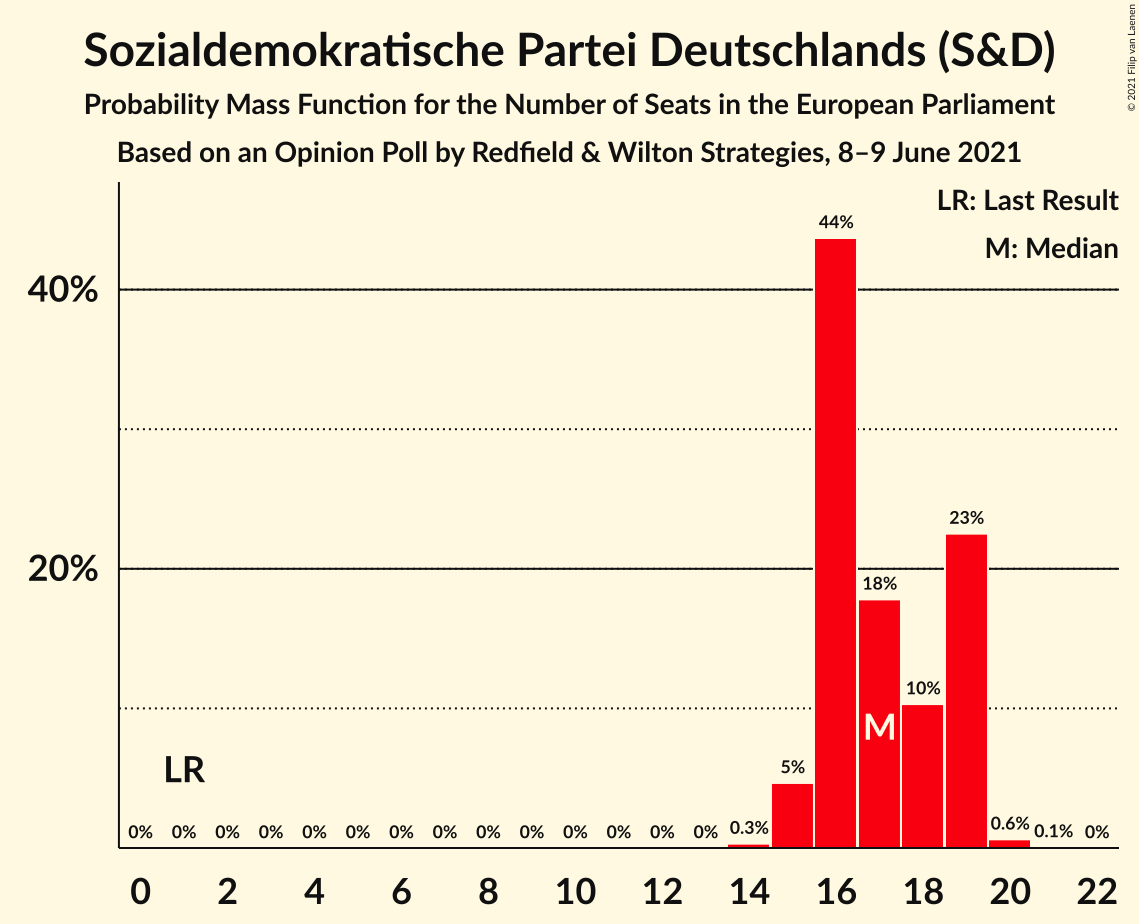 Sozialdemokratische Partei Deutschlands (S&D)
Probability Mass Function for the Number of Seats in the European Parliament
Based on an Opinion Poll by Redfield & Wilton Strategies, 8–9 June 2021
© 2021 Filip van Laenen
LR: Last Result
M: Median
44%
40%
23%
20%
18%
10%
M
LR
5%
0% 0% 0% 0% 0% 0% 0% 0% 0% 0% 0% 0% 0% 0% 0.3% 0.6% 0.1% 0%
0 2 4 6 8 10 12 14 16 18 20 22